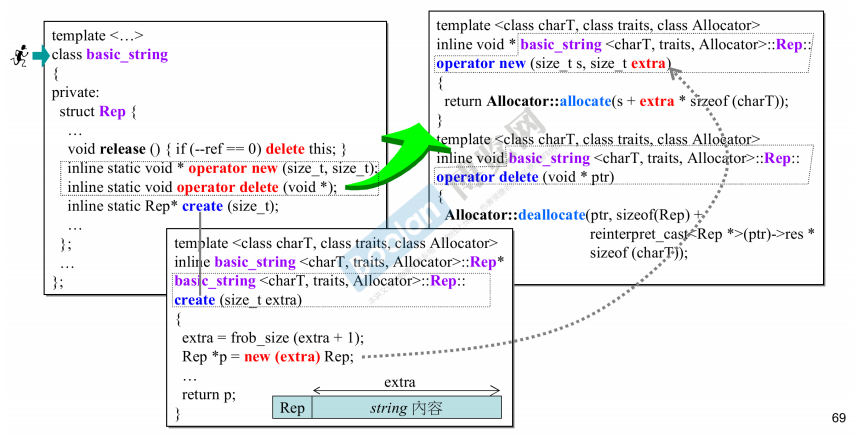 template <…>
class basic_string
{
private:
struct Rep {
…
void release () { if (--ref == 0) delete this; }
inline static void * operator new (size_t, size_t);
inline static void operator delete (void *);
inline static Rep* create (size_t);
…
};
…
};
template <class charT, class traits, class Allocator>
inline void * basic_string <charT, traits, Allocator>::Rep::
operator new (size_t s, size_t extra)
{
return Allocator::allocate(s + extra * sizeof (charT));
}
template <class charT, class traits, class Allocator>
inline void basic_string <charT, traits, Allocator>::Rep::
operator delete (void * ptr)
{
Allocator::deallocate(ptr, sizeof(Rep) +
reinterpret_cast<Rep *>(ptr)->res *
sizeof (charT));
}
template <class charT, class traits, class Allocator>
inline basic_string <charT, traits, Allocator>::Rep*
basic_string <charT, traits, Allocator>::Rep::
create (size_t extra)
{
extra = frob_size (extra + 1);
Rep *p = new (extra) Rep;
…
return p;
}
extra
Rep
string 內容
69